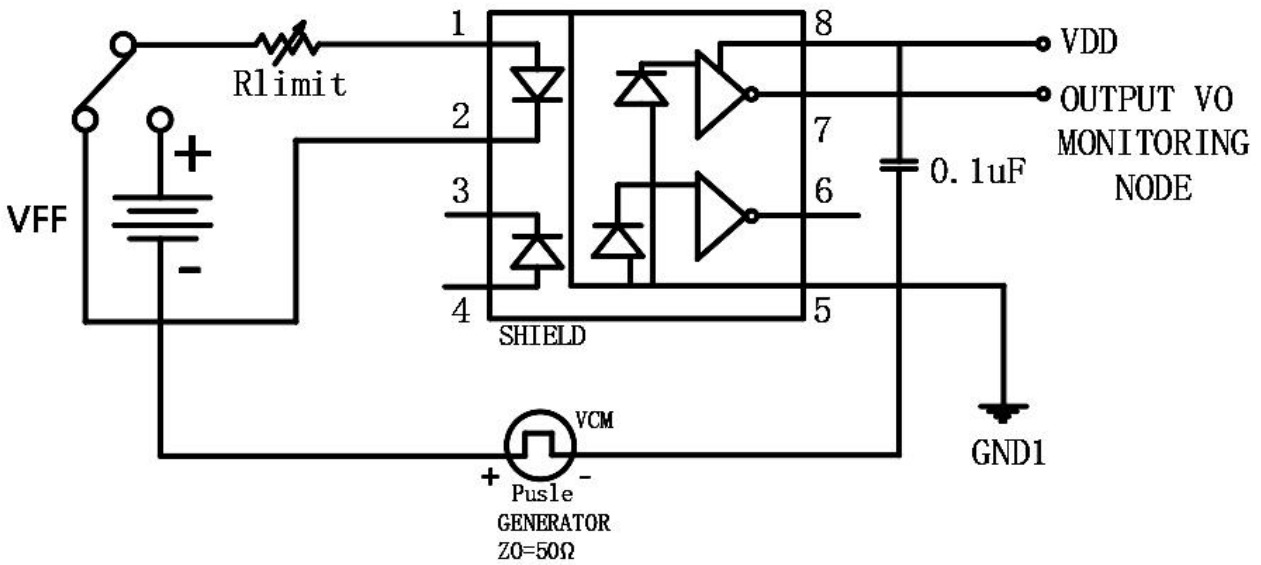 1
8
VDD
Rlimit
OUTPUT VO
MONITORING
NODE
2
7
+
0.1uF
3
6
VFF
-
4
5
SHIELD
VCM
GND1
+
-
Pusle
GENERATOR
ZO=50Ω